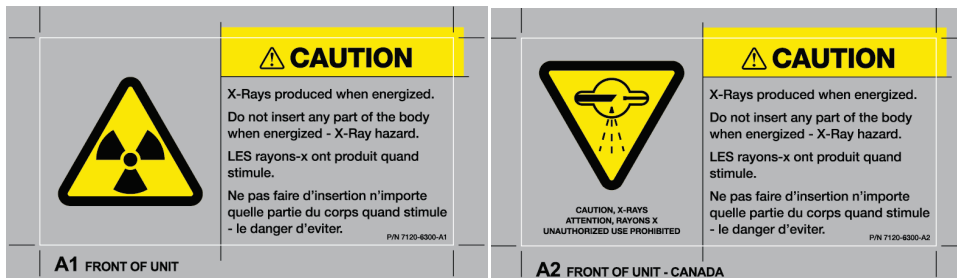 CAUTION
X-Rays produced when energized.
Do not insert any part of the body
when energized - X-Ray hazard.
LES rayons-x ont produit quand
stimule.
Ne pas faire d'insertion n'importe
quelle partie du corps quand stimule
- le danger d'eviter.
P/N 7120-6300-A1
A1 FRONT OF UNIT
CAUTION
X-Rays produced when energized.
Do not insert any part of the body
when energized - X-Ray hazard.
LES rayons-x ont produit quand
stimule.
Ne pas faire d'insertion n'importe
quelle partie du corps quand stimule
- le danger d'eviter.
CAUTION, X-RAYS
ATTENTION, RAYONS X
UNAUTHORIZED USE PROHIBITED
P/N 7120-6300-A2
A2 FRONT OF UNIT - CANADA